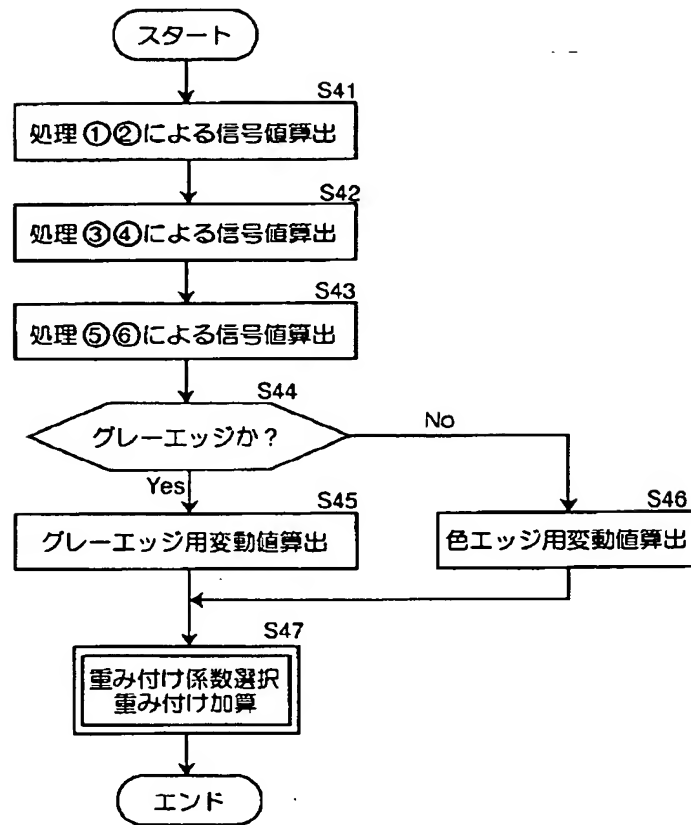 スタート
S41
処理①②による信号値算出
S42
処理③④による信号値算出
S43
処理⑤⑥による信号値算出
S44
グレーエッジか?
No
Yes
S45
グレーエッジ用変動値算出
S46
色エッジ用変動値算出
S47
重み付け係数選択
重み付け加算
エンド